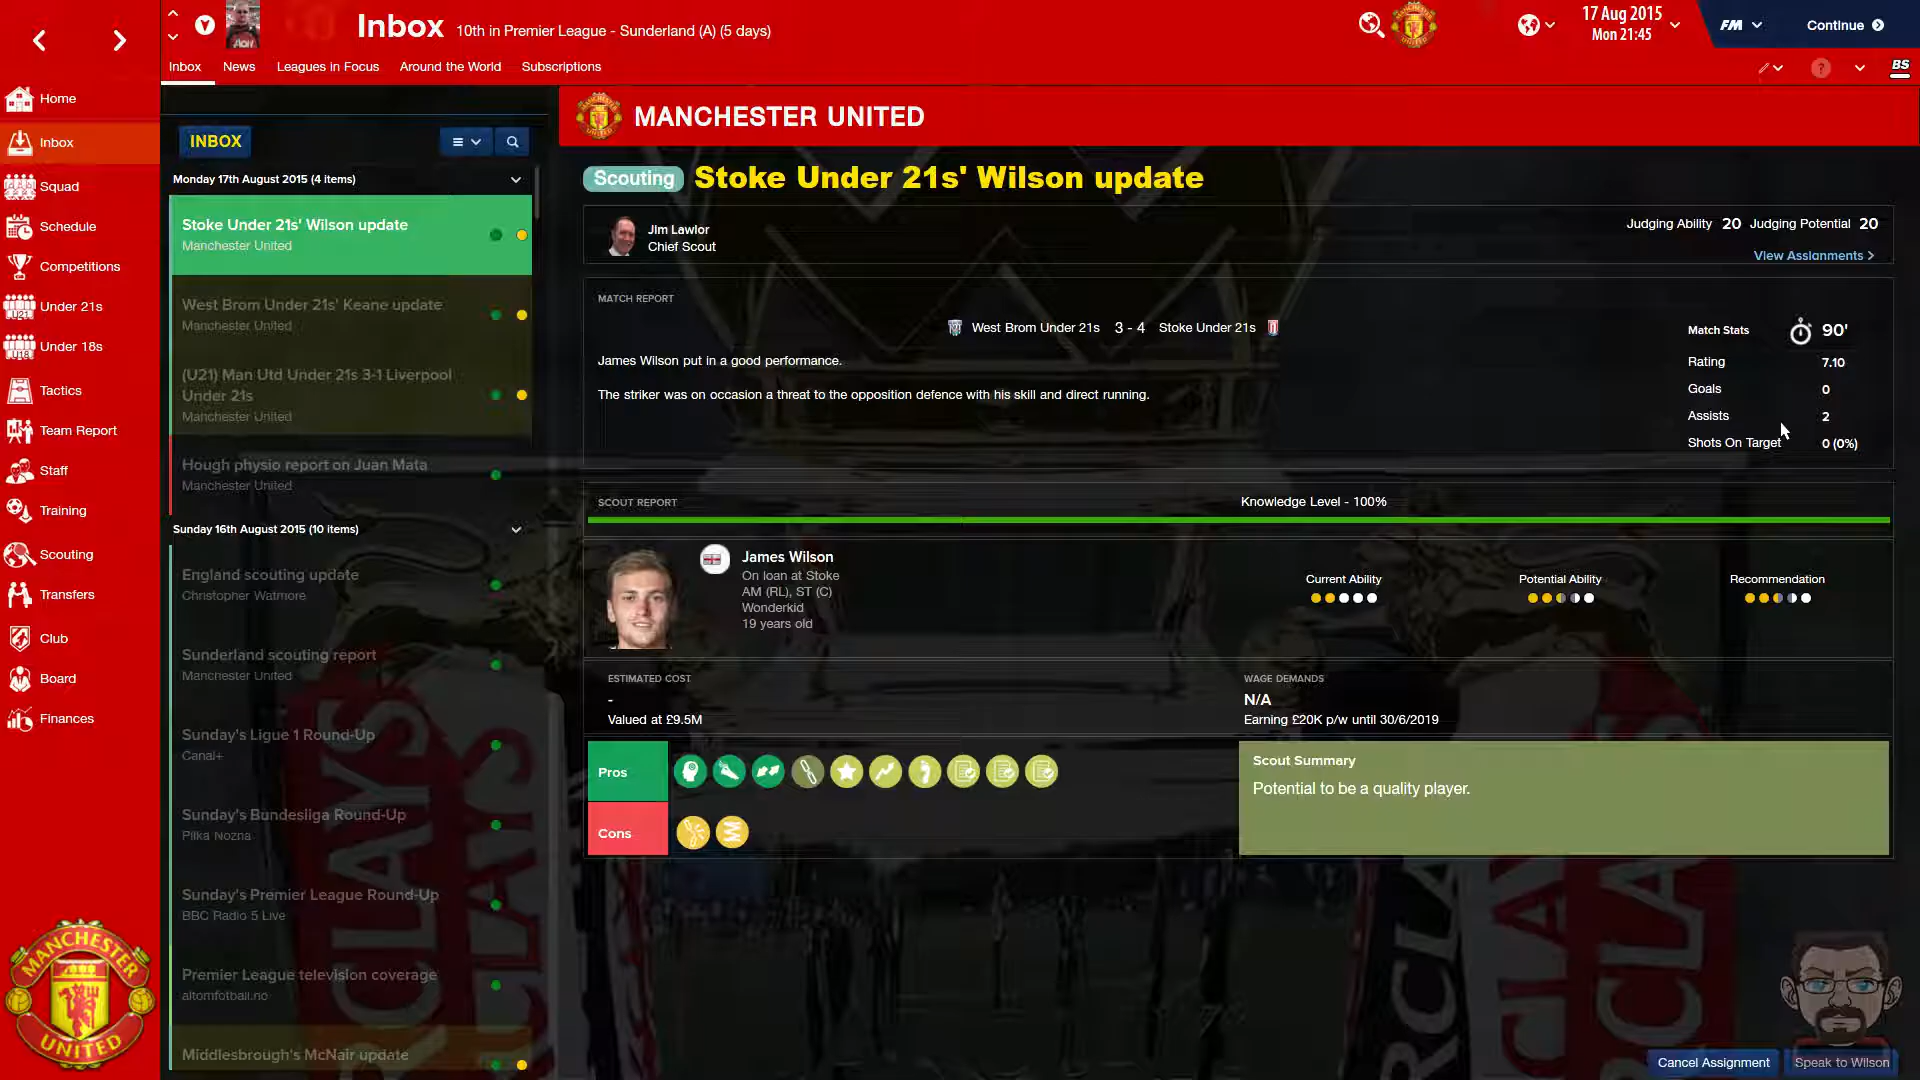 Inbox 10th in Premier League - Sunderland (A) (5 days)
17 Aug 2015
Mon 21:45
FM
Continue
Inbox News Leagues in Focus Around the World Subscriptions
?
BS
Home
Inbox
Squad
Schedule
Competitions
Under 21s
Under 18s
Tactics
Team Report
Staff
Training
Scouting
Transfers
Club
Board
Finances
MANCHESTER
UNITED
INBOX
Monday 17th August 2015 (4 items)
Stoke Under 21s' Wilson update
Manchester United
West Brom Under 21s' Keane update
Manchester United
(U21) Man Utd Under 21s 3-1 Liverpool
Under 21s
Manchester United
Hough physio report on Juan Mata
Manchester United
Sunday 16th August 2015 (10 items)
England scouting update
Christopher Watmore
Sunderland scouting report
Manchester United
Sunday's Ligue 1 Round-Up
Canal+
Sunday's Bundesliga Round-Up
Pilka Nozna
Sunday's Premier League Round-Up
BBC Radio 5 Live
Premier League television coverage
altomfotball.no
Middlesbrough's McNair update
MANCHESTER UNITED
Scouting Stoke Under 21s' Wilson update
Jim Lawlor
Chief Scout
Judging Ability 20 Judging Potential 20
View Assignments >
MATCH REPORT
West Brom Under 21s 3 - 4 Stoke Under 21s
James Wilson put in a good performance.
The striker was on occasion a threat to the opposition defence with his skill and direct running.
Match Stats 90'
Rating 7.10
Goals 0
Assists 2
Shots On Target 0 (0%)
SCOUT REPORT
Knowledge Level - 100%
James Wilson
On loan at Stoke
AM (RL), ST (C)
Wonderkid
19 years old
Current Ability
Potential Ability
Recommendation
ESTIMATED COST
-
Valued at £9.5M
WAGE DEMANDS
N/A
Earning £20K p/w until 30/6/2019
Pros
Cons
Scout Summary
Potential to be a quality player.
Cancel Assignment
Speak to Wilson